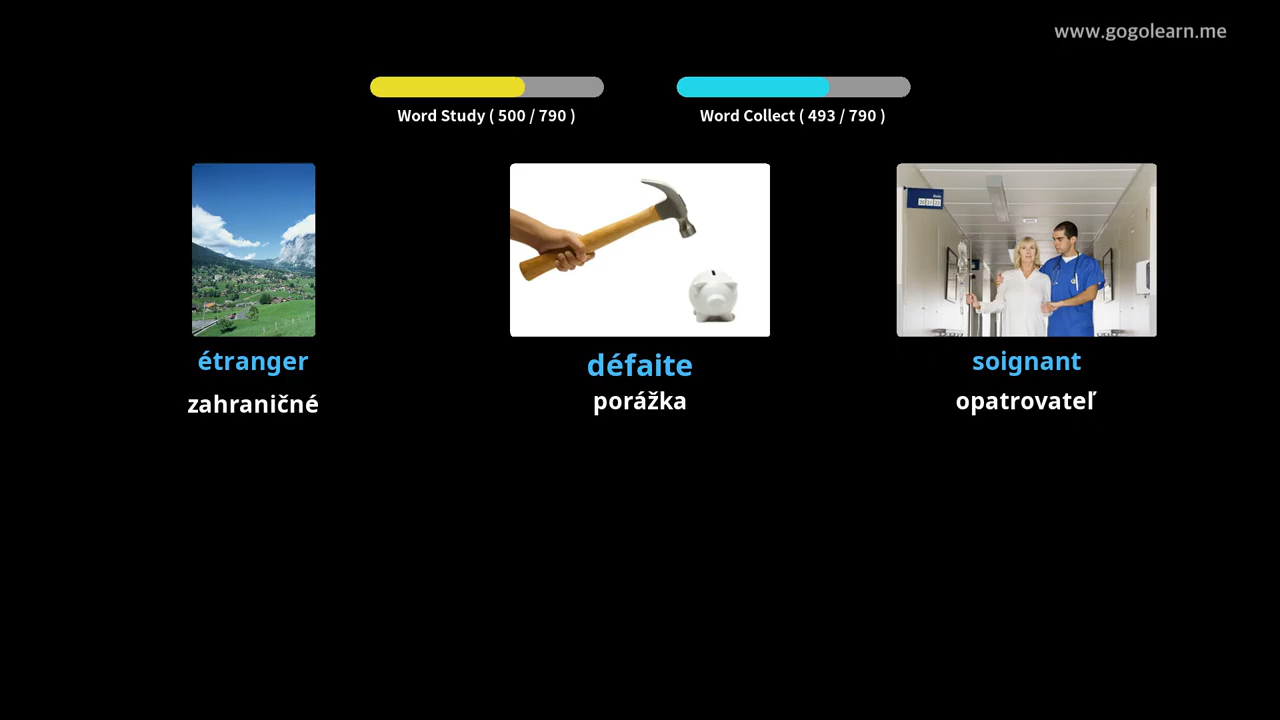 www.gogolearn.me
Word Study ( 500 / 790 )
Word Collect ( 493 / 790 )
étranger
zahraničné
défaite
porážka
soignant
opatrovateľ